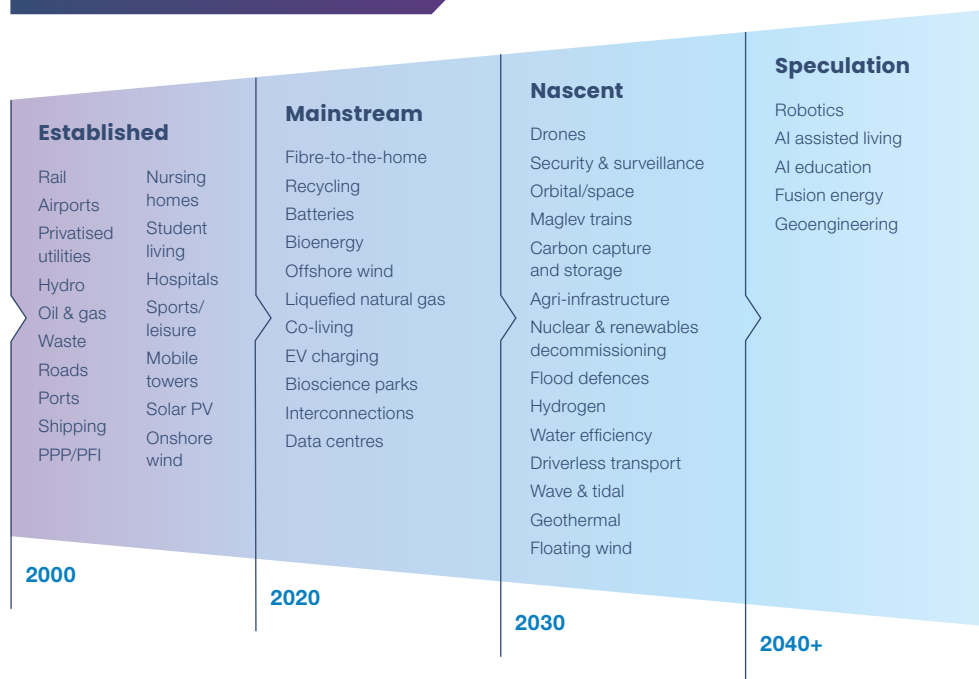 Established
Rail
Airports
Privatised
utilities
Hydro
Oil & gas
Waste
Roads
Ports
Shipping
PPP/PFI
Nursing
homes
Student
living
Hospitals
Sports/
leisure
Mobile
towers
Solar PV
Onshore
wind
2000
Mainstream
Fibre-to-the-home
Recycling
Batteries
Bioenergy
Offshore wind
Liquefied natural gas
Co-living
EV charging
Bioscience parks
Interconnections
Data centres
2020
Nascent
Drones
Security & surveillance
Orbital/space
Maglev trains
Carbon capture
and storage
Agri-infrastructure
Nuclear & renewables
decommissioning
Flood defences
Hydrogen
Water efficiency
Driverless transport
Wave & tidal
Geothermal
Floating wind
2030
Speculation
Robotics
AI assisted living
AI education
Fusion energy
Geoengineering
2040+